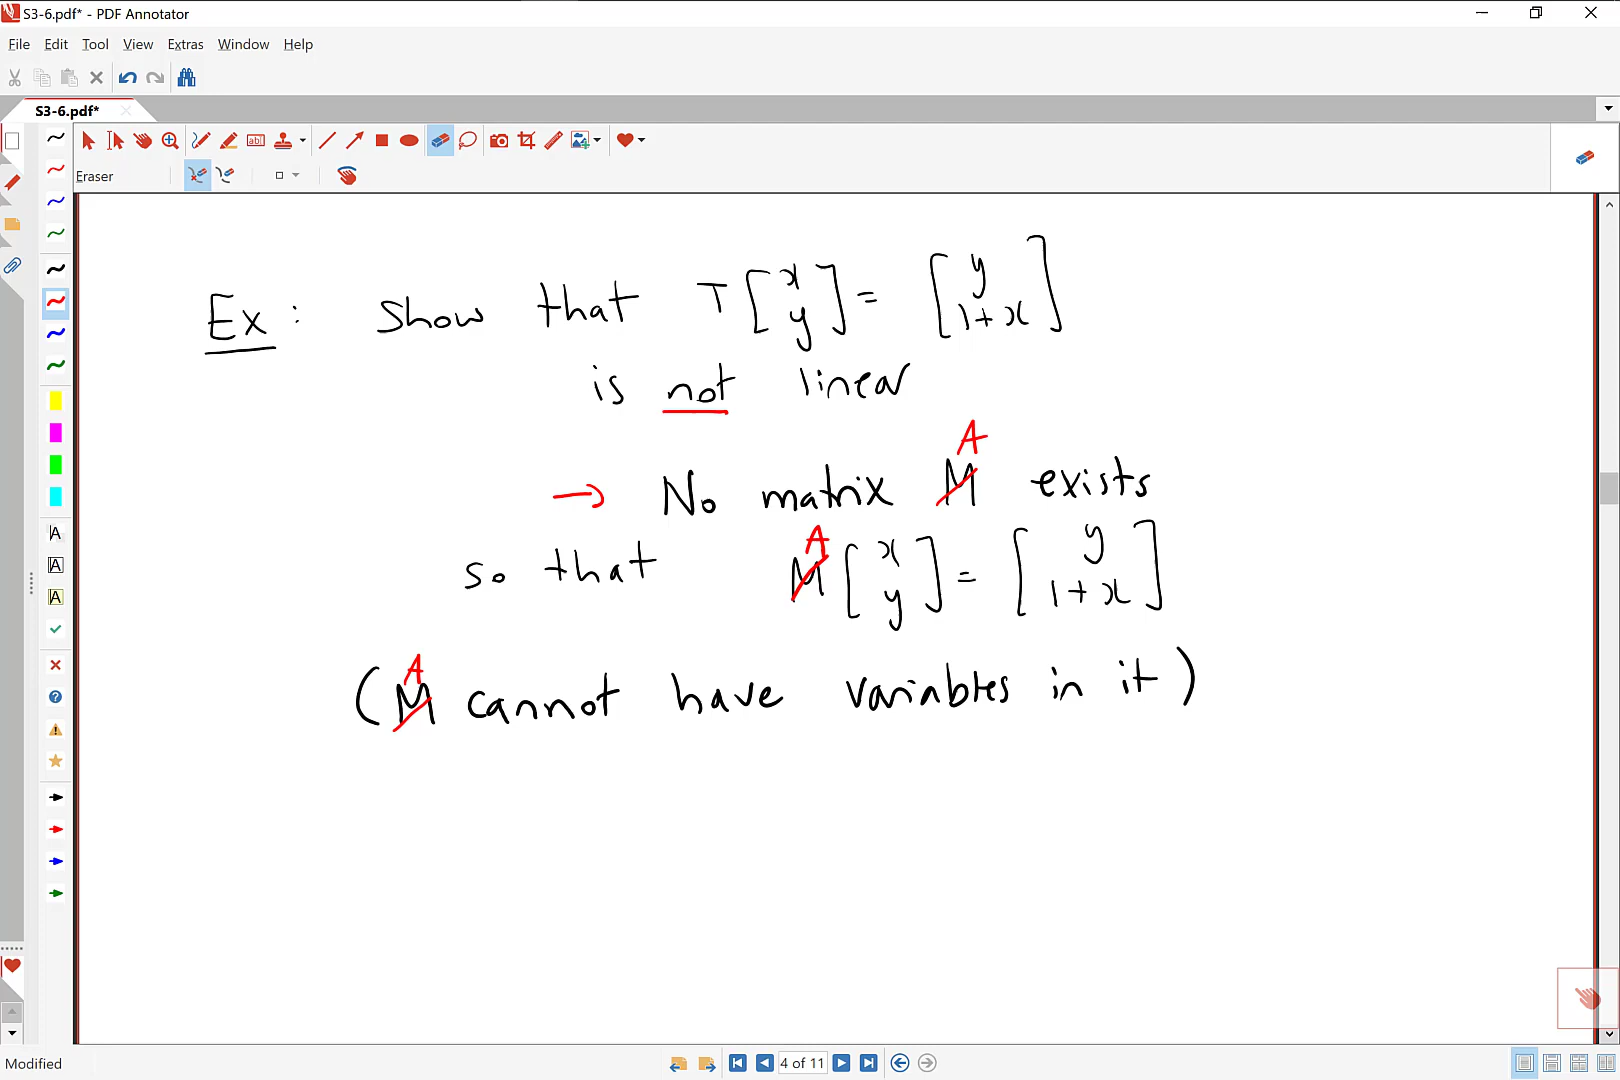 S3-6.pdf* - PDF Annotator
File Edit Tool View Extras Window Help
S3-6.pdf*
Eraser
Ex : Show that T [x y] = [y 1+x]
is not linear
→ No matrix M A exists
so that M A [x y] = [y 1+x]
(M A cannot have variables in it)
A
A
A
Modified
4 of 11